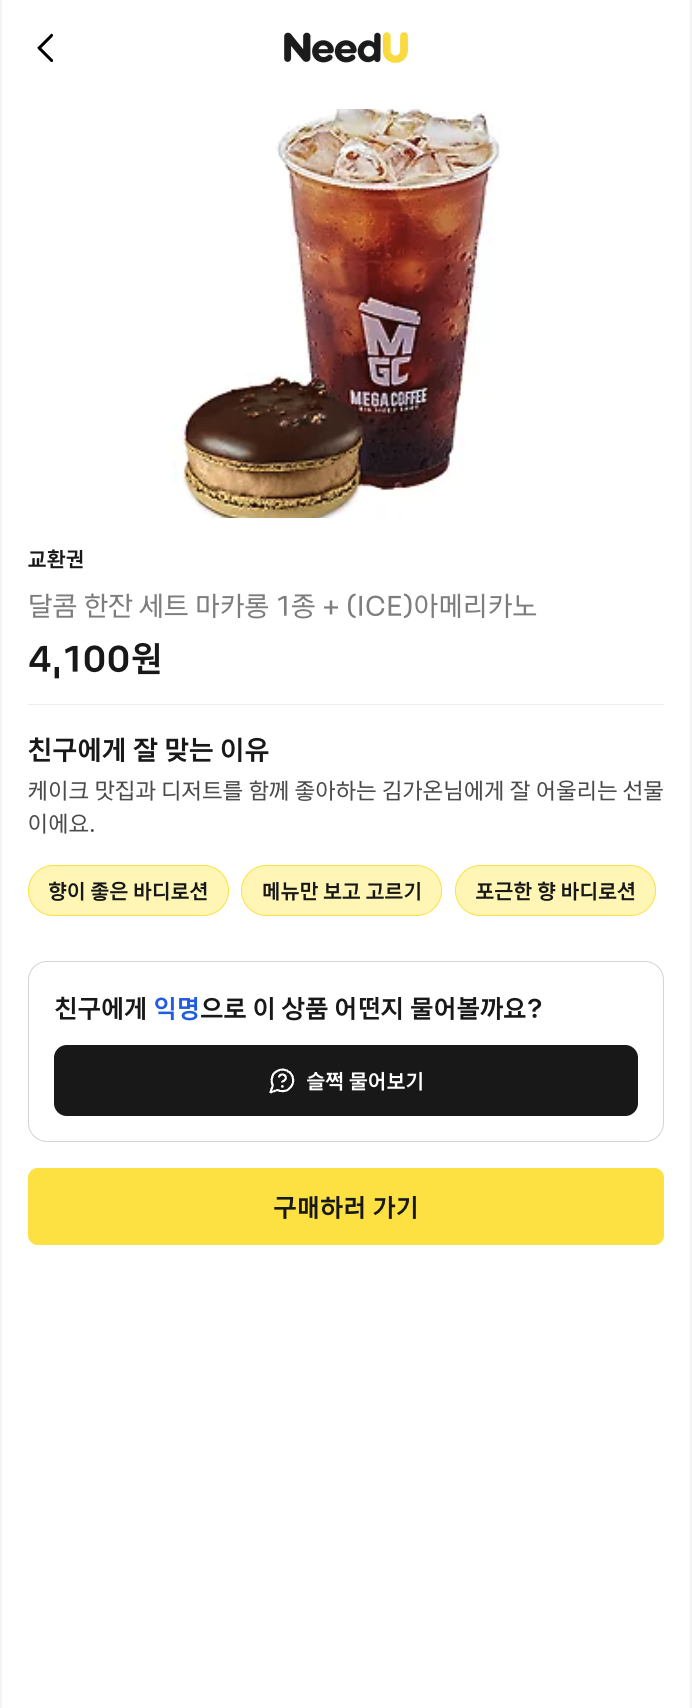 NeedU
MGC
MEGA COFFEE
교환권
달콤 한잔 세트 마카롱 1종 + (ICE)아메리카노
4,100원
친구에게 잘 맞는 이유
케이크 맛집과 디저트를 함께 좋아하는 김가온님에게 잘 어울리는 선물
이에요.
향이 좋은 바디로션
메뉴만 보고 고르기
포근한 향 바디로션
친구에게 익명으로 이 상품 어떤지 물어볼까요?
슬쩍 물어보기
구매하러 가기